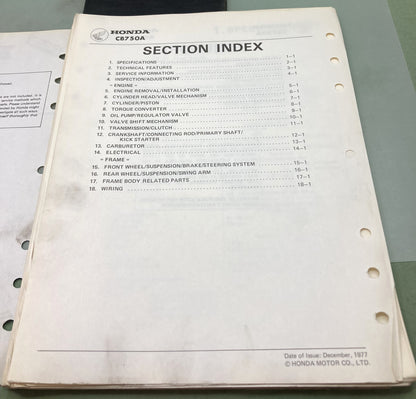 HONDA
CB750A
SECTION INDEX
1. SPECIFICATIONS 1-1
2. TECHNICAL FEATURES 2-1
3. SERVICE INFORMATION 3-1
4. INSPECTION/ADJUSTMENT 4-1
– ENGINE –
5. ENGINE REMOVAL/INSTALLATION 5-1
6. CYLINDER HEAD/VALVE MECHANISM 6-1
7. CYLINDER/PISTON 7-1
8. TORQUE CONVERTER 8-1
9. OIL PUMP/REGULATOR VALVE 9-1
10. VALVE SHIFT MECHANISM 10-1
11. TRANSMISSION/CLUTCH 11-1
12. CRANKSHAFT/CONNECTING ROD/PRIMARY SHAFT/
KICK STARTER 12-1
13. CARBURETOR 13-1
14. ELECTRICAL 14-1
– FRAME –
15. FRONT WHEEL/SUSPENSION/BRAKE/STEERING SYSTEM 15-1
16. REAR WHEEL/SUSPENSION/SWING ARM 16-1
17. FRAME BODY RELATED PARTS 17-1
18. WIRING 18-1
Date of Issue: December, 1977
© HONDA MOTOR CO., LTD.